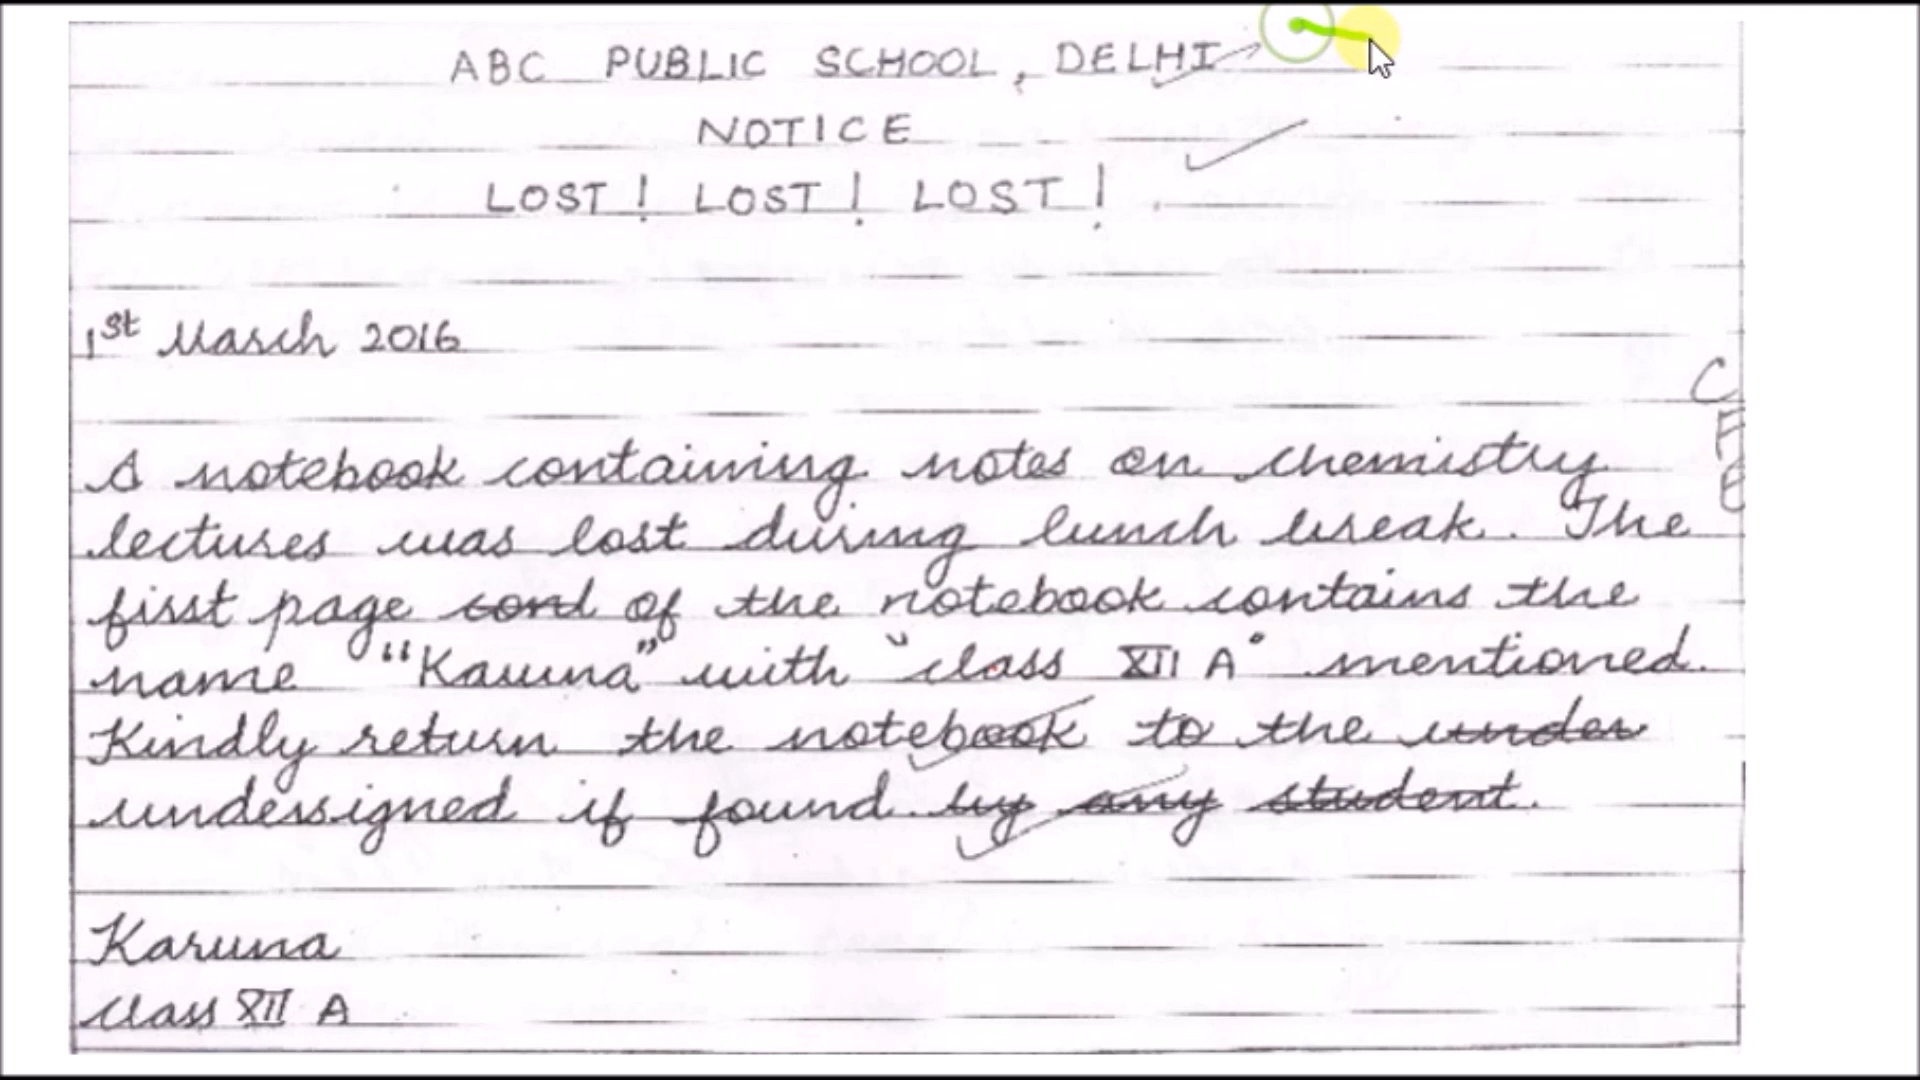 ABC PUBLIC SCHOOL, DELHI
NOTICE
LOST! LOST! LOST!
1st March 2016
C
F
E
A notebook containing notes on chemistry
lectures was lost during lunch break. The
first page cond of the notebook contains the
name "Karuna" with "class XII A" mentioned.
Kindly return the notebook to the under
undersigned if found by any student.
Karuna
class XII A